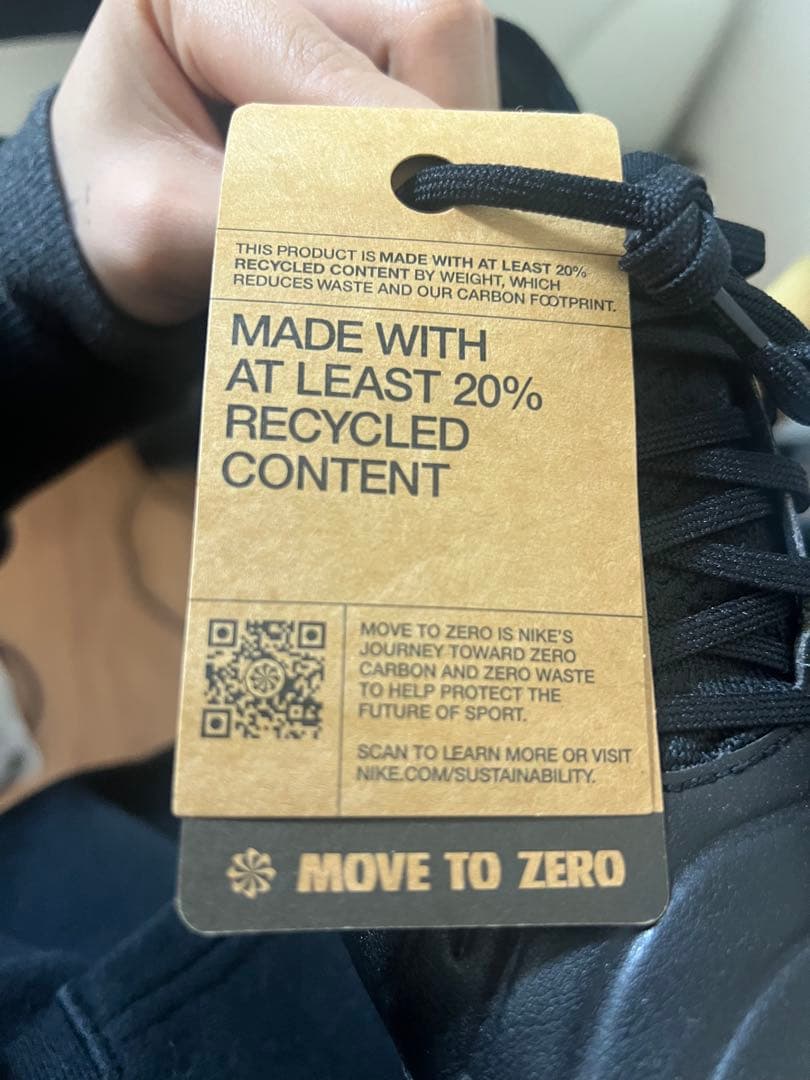 THIS PRODUCT IS MADE WITH AT LEAST 20%
RECYCLED CONTENT BY WEIGHT, WHICH
REDUCES WASTE AND OUR CARBON FOOTPRINT.
MADE WITH
AT LEAST 20%
RECYCLED
CONTENT
MOVE TO ZERO IS NIKE'S
JOURNEY TOWARD ZERO
CARBON AND ZERO WASTE
TO HELP PROTECT THE
FUTURE OF SPORT.
SCAN TO LEARN MORE OR VISIT
NIKE.COM/SUSTAINABILITY.
MOVE TO ZERO